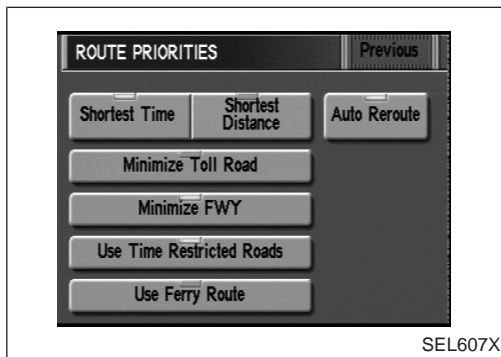 ROUTE PRIORITIES
Previous
Shortest Time
Shortest
Distance
Auto Reroute
Minimize Toll Road
Minimize FWY
Use Time Restricted Roads
Use Ferry Route
SEL607X